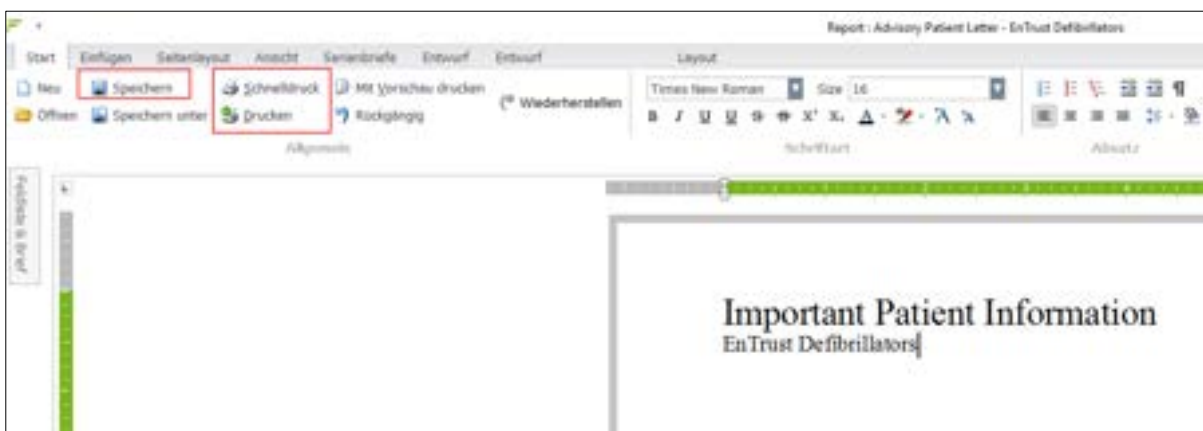 Report : Advisory Patient Letter - EnTrust Defibrillators
Start Einfügen Seitenlayout Ansicht Serienbriefe Entwurf Entwurf Layout
Neu Speichern Schnelldruck Mit Vorschau drucken Wiederherstellen Times New Roman Size 16
Öffnen Speichern unter Drucken Rückgängig
Allgemein Schriftart Absatz
Feldliste & Brief
Important Patient Information
EnTrust Defibrillators